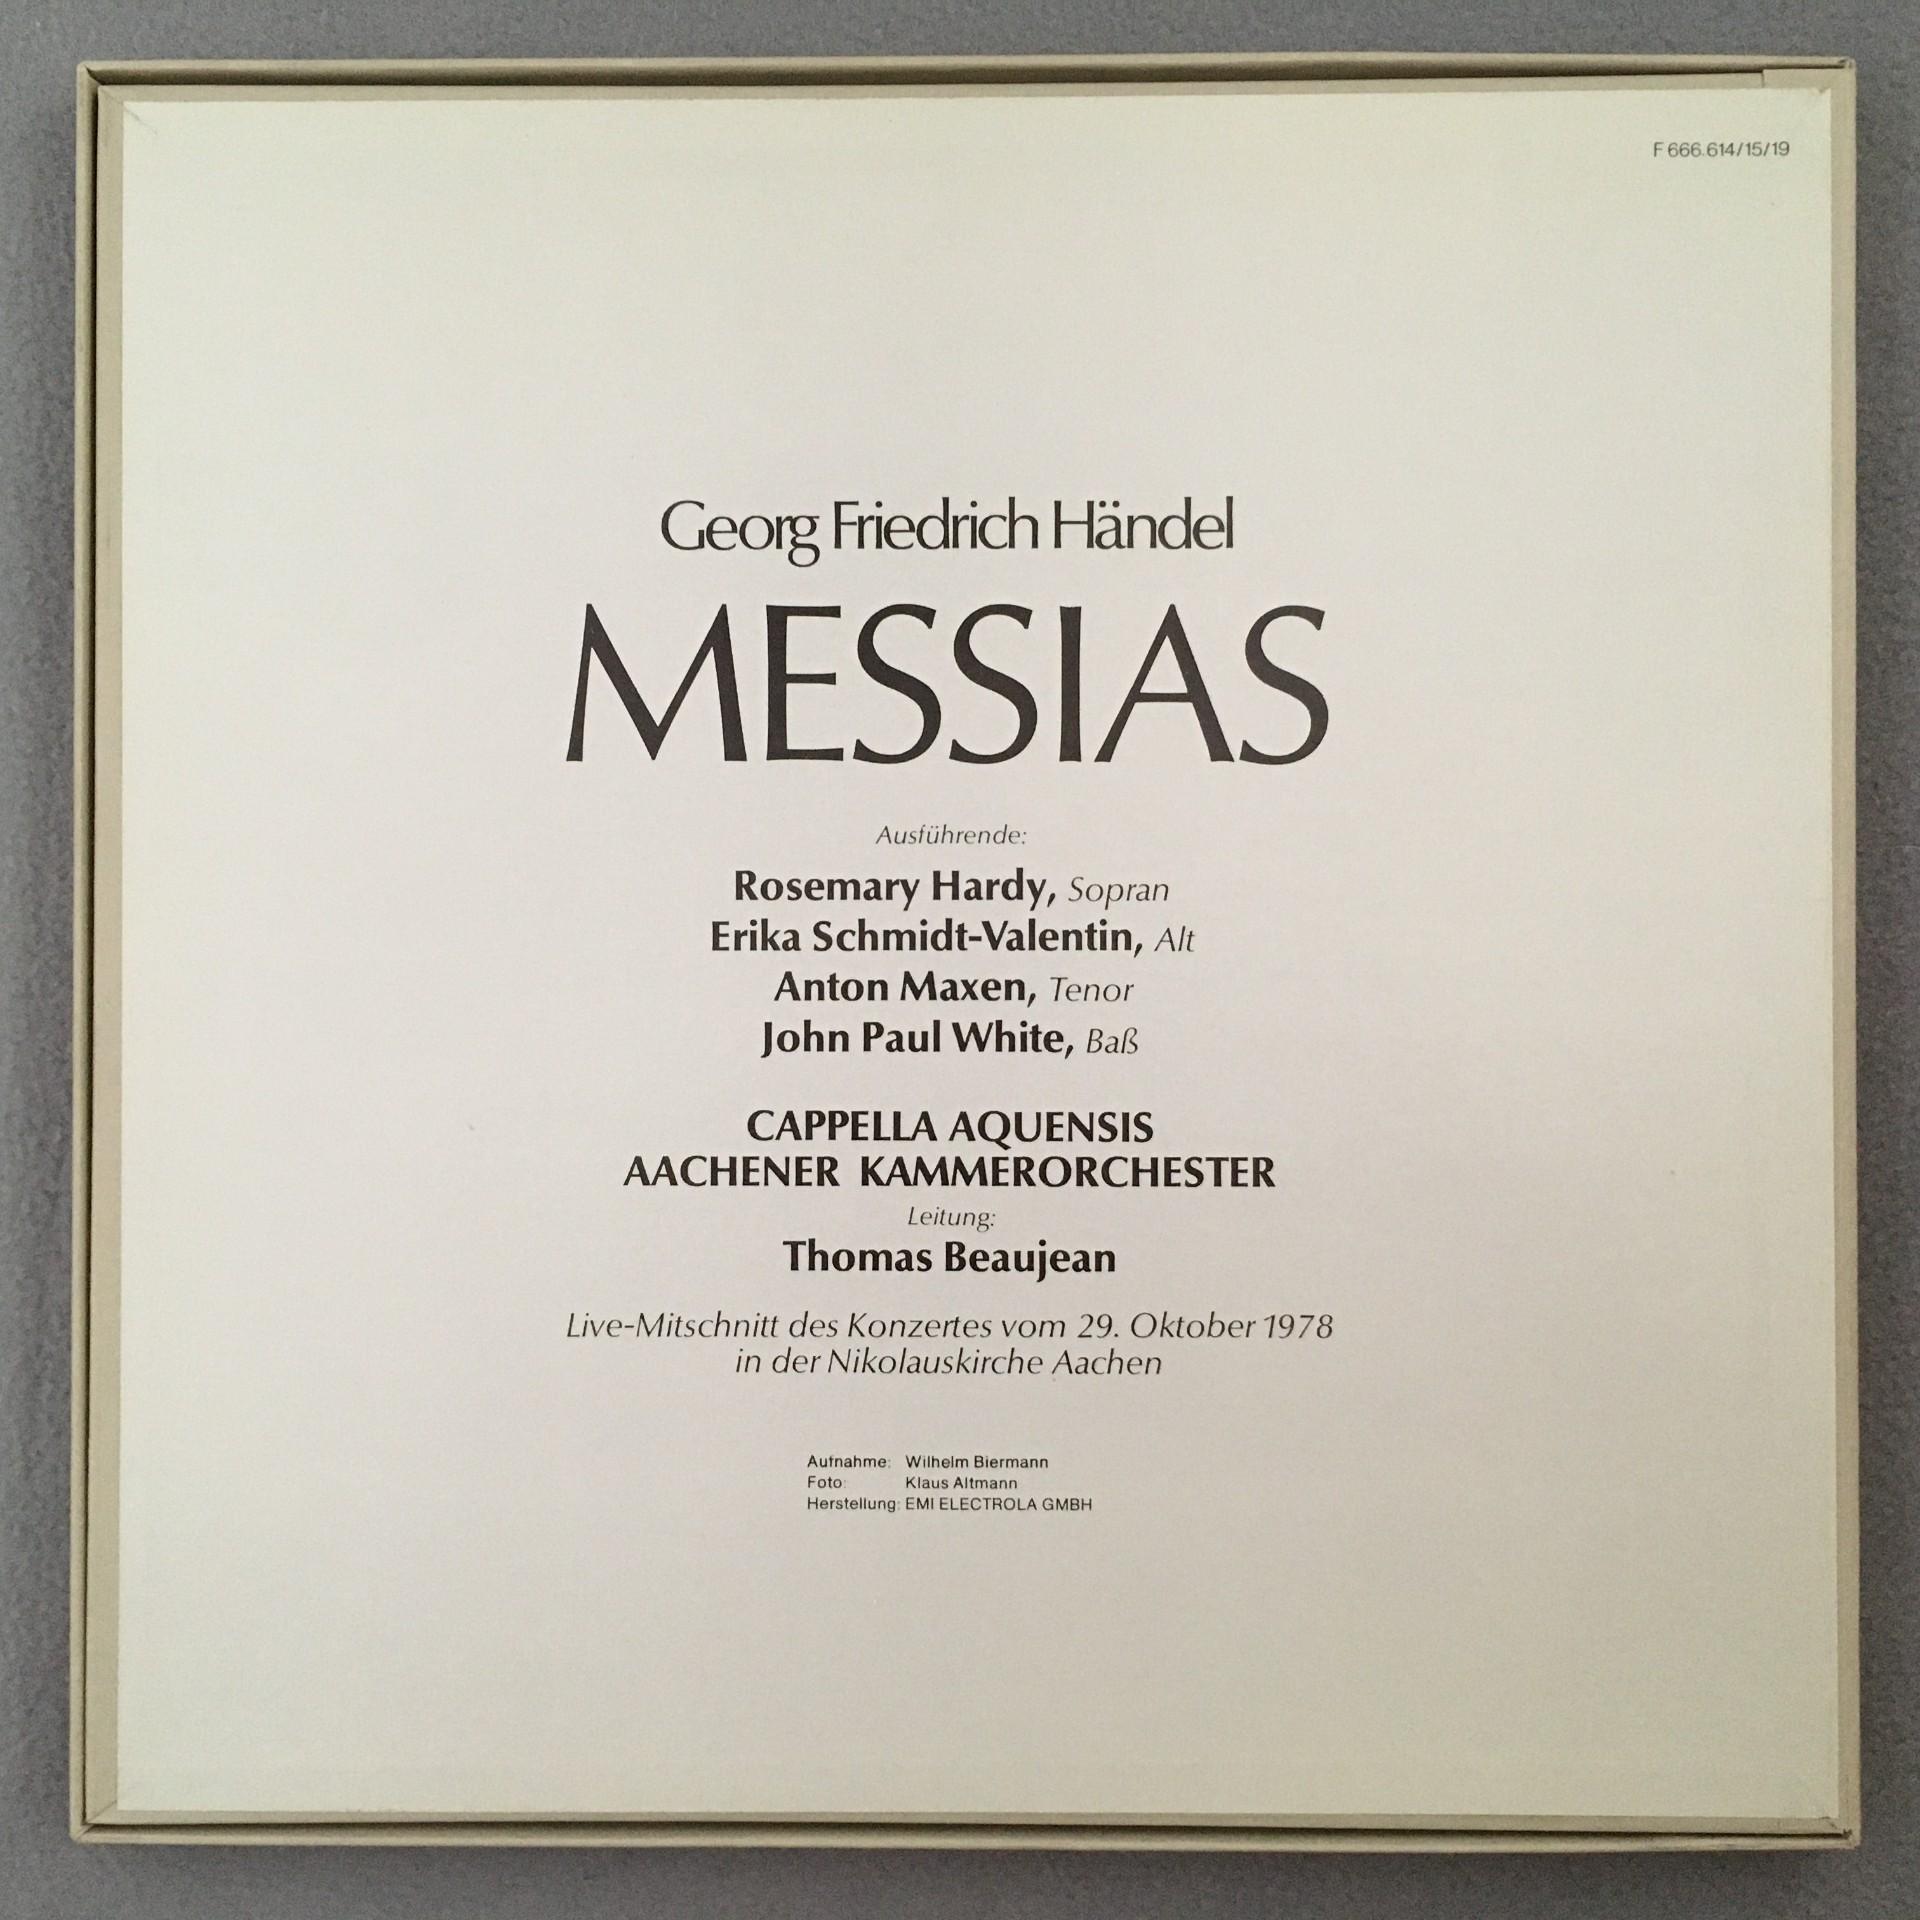 F 666.614/15/19
Georg Friedrich Händel
MESSIAS
Ausführende:
Rosemary Hardy, Sopran
Erika Schmidt-Valentin, Alt
Anton Maxen, Tenor
John Paul White, Baß
CAPPELLA AQUENSIS
AACHENER KAMMERORCHESTER
Leitung:
Thomas Beaujean
Live-Mitschnitt des Konzertes vom 29. Oktober 1978
in der Nikolauskirche Aachen
Aufnahme: Wilhelm Biermann
Foto: Klaus Altmann
Herstellung: EMI ELECTROLA GMBH